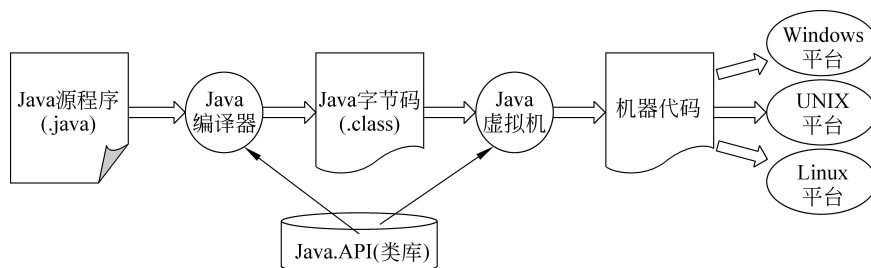 Java源程序
(.java)
Java
编译器
Java字节码
(.class)
Java
虚拟机
机器代码
Windows
平台
UNIX
平台
Linux
平台
Java.API(类库)